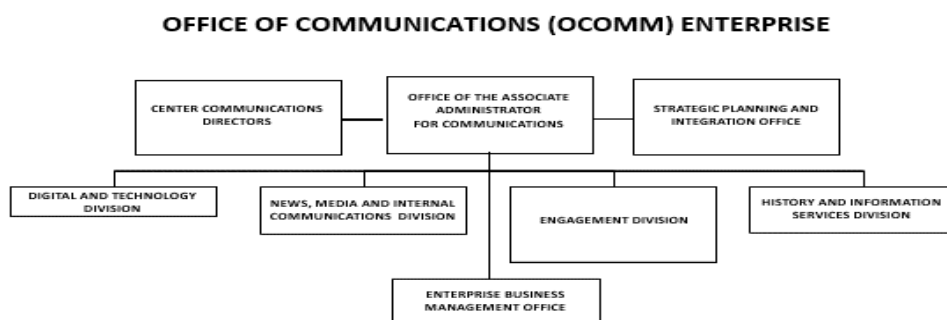 OFFICE OF COMMUNICATIONS (OCOMM) ENTERPRISE
CENTER COMMUNICATIONS
DIRECTORS
OFFICE OF THE ASSOCIATE
ADMINISTRATOR
FOR COMMUNICATIONS
STRATEGIC PLANNING AND
INTEGRATION OFFICE
DIGITAL AND TECHNOLOGY
DIVISION
NEWS, MEDIA AND INTERNAL
COMMUNICATIONS DIVISION
ENGAGEMENT DIVISION
HISTORY AND INFORMATION
SERVICES DIVISION
ENTERPRISE BUSINESS
MANAGEMENT OFFICE